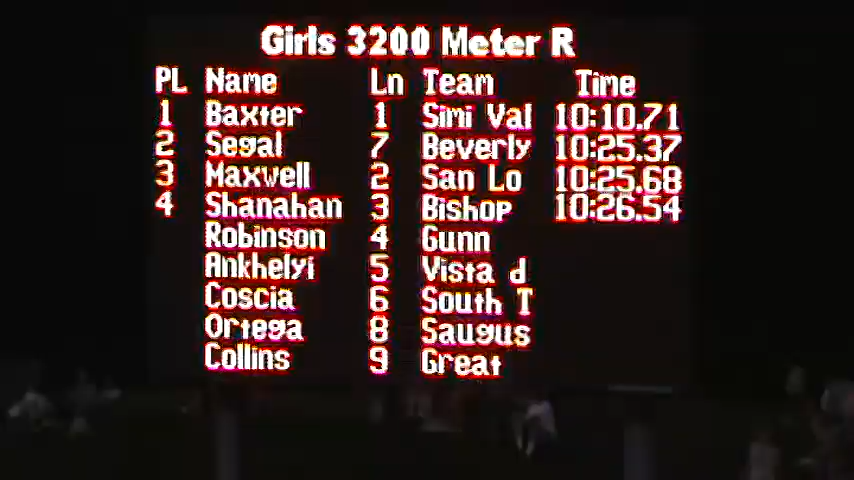 Girls 3200 Meter R
PL Name Ln Team Time
1 Baxter 1 Simi Val 10:10.71
2 Segal 7 Beverly 10:25.37
3 Maxwell 2 San Lo 10:25.68
4 Shanahan 3 Bishop 10:26.54
Robinson 4 Gunn
Ankhelyi 5 Vista d
Coscia 6 South T
Ortega 8 Saugus
Collins 9 Great